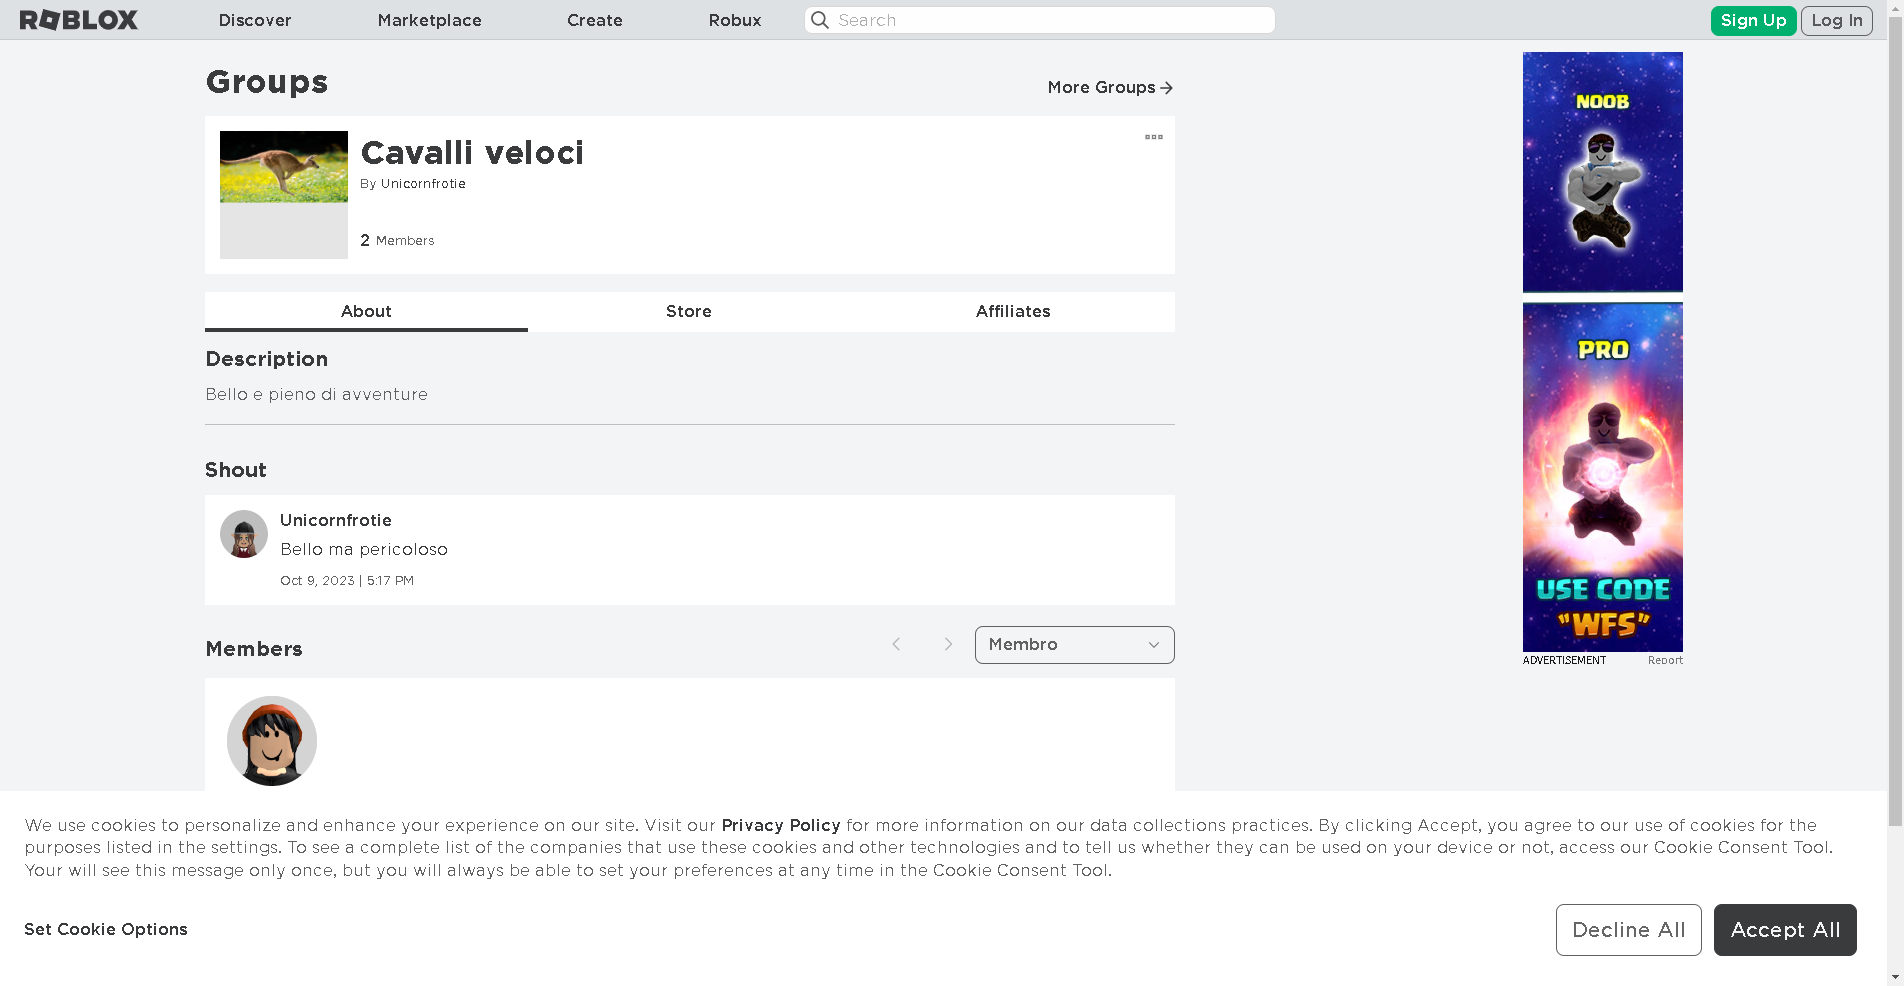 ROBLOX
Discover
Marketplace
Create
Robux
Search
Sign Up
Log In
Groups
More Groups
Cavalli veloci
By Unicornfrotie
2 Members
About
Store
Affiliates
Description
Bello e pieno di avventure
Shout
Unicornfrotie
Bello ma pericoloso
Oct 9, 2023 | 5:17 PM
Members
Membro
NOOB
PRO
USE CODE
"WFS"
ADVERTISEMENT
Report
We use cookies to personalize and enhance your experience on our site. Visit our Privacy Policy for more information on our data collections practices. By clicking Accept, you agree to our use of cookies for the
purposes listed in the settings. To see a complete list of the companies that use these cookies and other technologies and to tell us whether they can be used on your device or not, access our Cookie Consent Tool.
Your will see this message only once, but you will always be able to set your preferences at any time in the Cookie Consent Tool.
Set Cookie Options
Decline All
Accept All